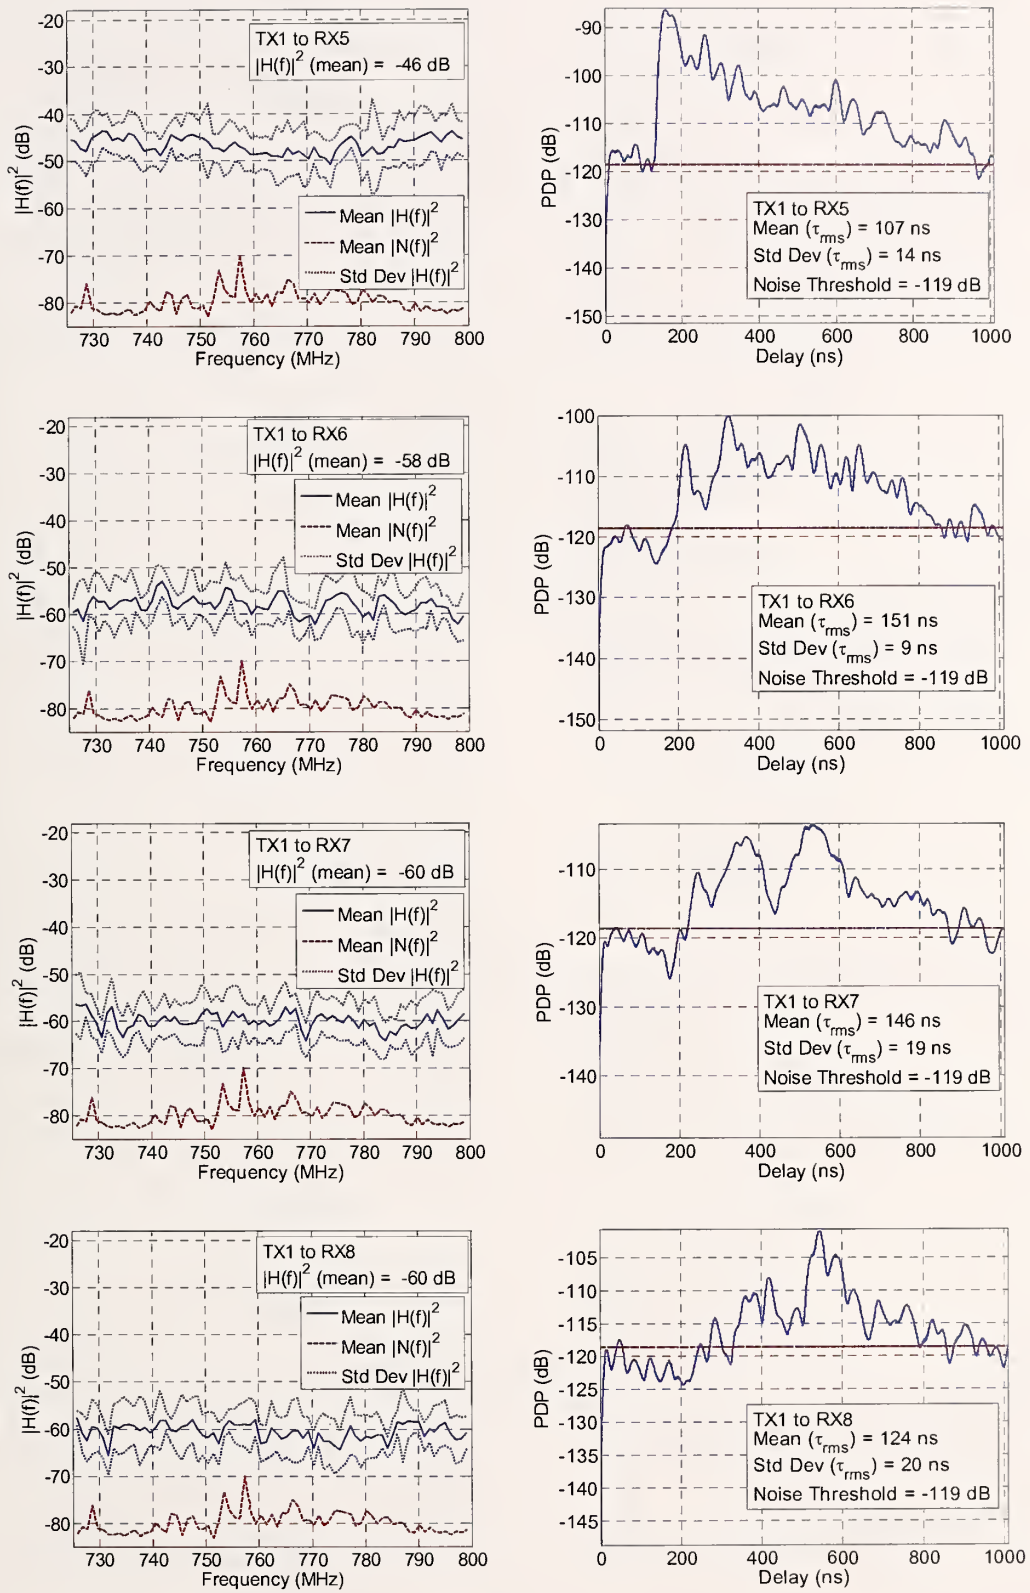 -20
-30
-40
-50
-60
-70
-80
|H(f)|² (dB)
TX1 to RX5
|H(f)|² (mean) = -46 dB
Mean |H(f)|²
Mean |N(f)|²
Std Dev |H(f)|²
730 740 750 760 770 780 790 800
Frequency (MHz)
-90
-100
-110
-120
-130
-140
-150
PDP (dB)
TX1 to RX5
Mean (τrms) = 107 ns
Std Dev (τrms) = 14 ns
Noise Threshold = -119 dB
0 200 400 600 800 1000
Delay (ns)
-20
-30
-40
-50
-60
-70
-80
|H(f)|² (dB)
TX1 to RX6
|H(f)|² (mean) = -58 dB
Mean |H(f)|²
Mean |N(f)|²
Std Dev |H(f)|²
730 740 750 760 770 780 790 800
Frequency (MHz)
-100
-110
-120
-130
-140
-150
PDP (dB)
TX1 to RX6
Mean (τrms) = 151 ns
Std Dev (τrms) = 9 ns
Noise Threshold = -119 dB
0 200 400 600 800 1000
Delay (ns)
-20
-30
-40
-50
-60
-70
-80
|H(f)|² (dB)
TX1 to RX7
|H(f)|² (mean) = -60 dB
Mean |H(f)|²
Mean |N(f)|²
Std Dev |H(f)|²
730 740 750 760 770 780 790 800
Frequency (MHz)
-110
-120
-130
-140
PDP (dB)
TX1 to RX7
Mean (τrms) = 146 ns
Std Dev (τrms) = 19 ns
Noise Threshold = -119 dB
0 200 400 600 800 1000
Delay (ns)
-20
-30
-40
-50
-60
-70
-80
|H(f)|² (dB)
TX1 to RX8
|H(f)|² (mean) = -60 dB
Mean |H(f)|²
Mean |N(f)|²
Std Dev |H(f)|²
730 740 750 760 770 780 790 800
Frequency (MHz)
-105
-110
-115
-120
-125
-130
-135
-140
-145
PDP (dB)
TX1 to RX8
Mean (τrms) = 124 ns
Std Dev (τrms) = 20 ns
Noise Threshold = -119 dB
0 200 400 600 800 1000
Delay (ns)